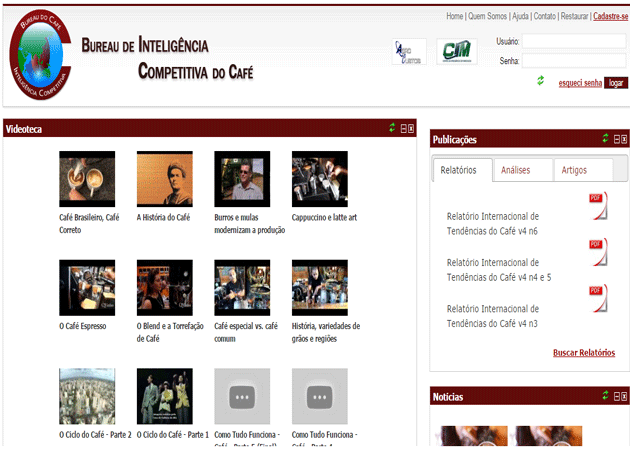 BUREAU DO CAFÉ
INTELIGÊNCIA COMPETITIVA
BUREAU DE INTELIGÊNCIA
COMPETITIVA DO CAFÉ
Home | Quem Somos | Ajuda | Contato | Restaurar | Cadastre-se
CIM
Usuário:
Senha:
esqueci senha logar
Videoteca
Café Brasileiro, Café
Correto
A História do Café
Burros e mulas
modernizam a produção
Cappuccino e latte art
O Café Espresso
O Blend e a Torrefação
de Café
Café especial vs. café
comum
História, variedades de
grãos e regiões
O Ciclo do Café - Parte 2
O Ciclo do Café - Parte 1
Como Tudo Funciona -
Café - Parte 5 (Final)
Como Tudo Funciona -
Café - Parte 4
Publicações
Relatórios Análises Artigos
PDF
Relatório Internacional de
Tendências do Café v4 n6
PDF
Relatório Internacional de
Tendências do Café v4 n4 e 5
PDF
Relatório Internacional de
Tendências do Café v4 n3
Buscar Relatórios
Notícias